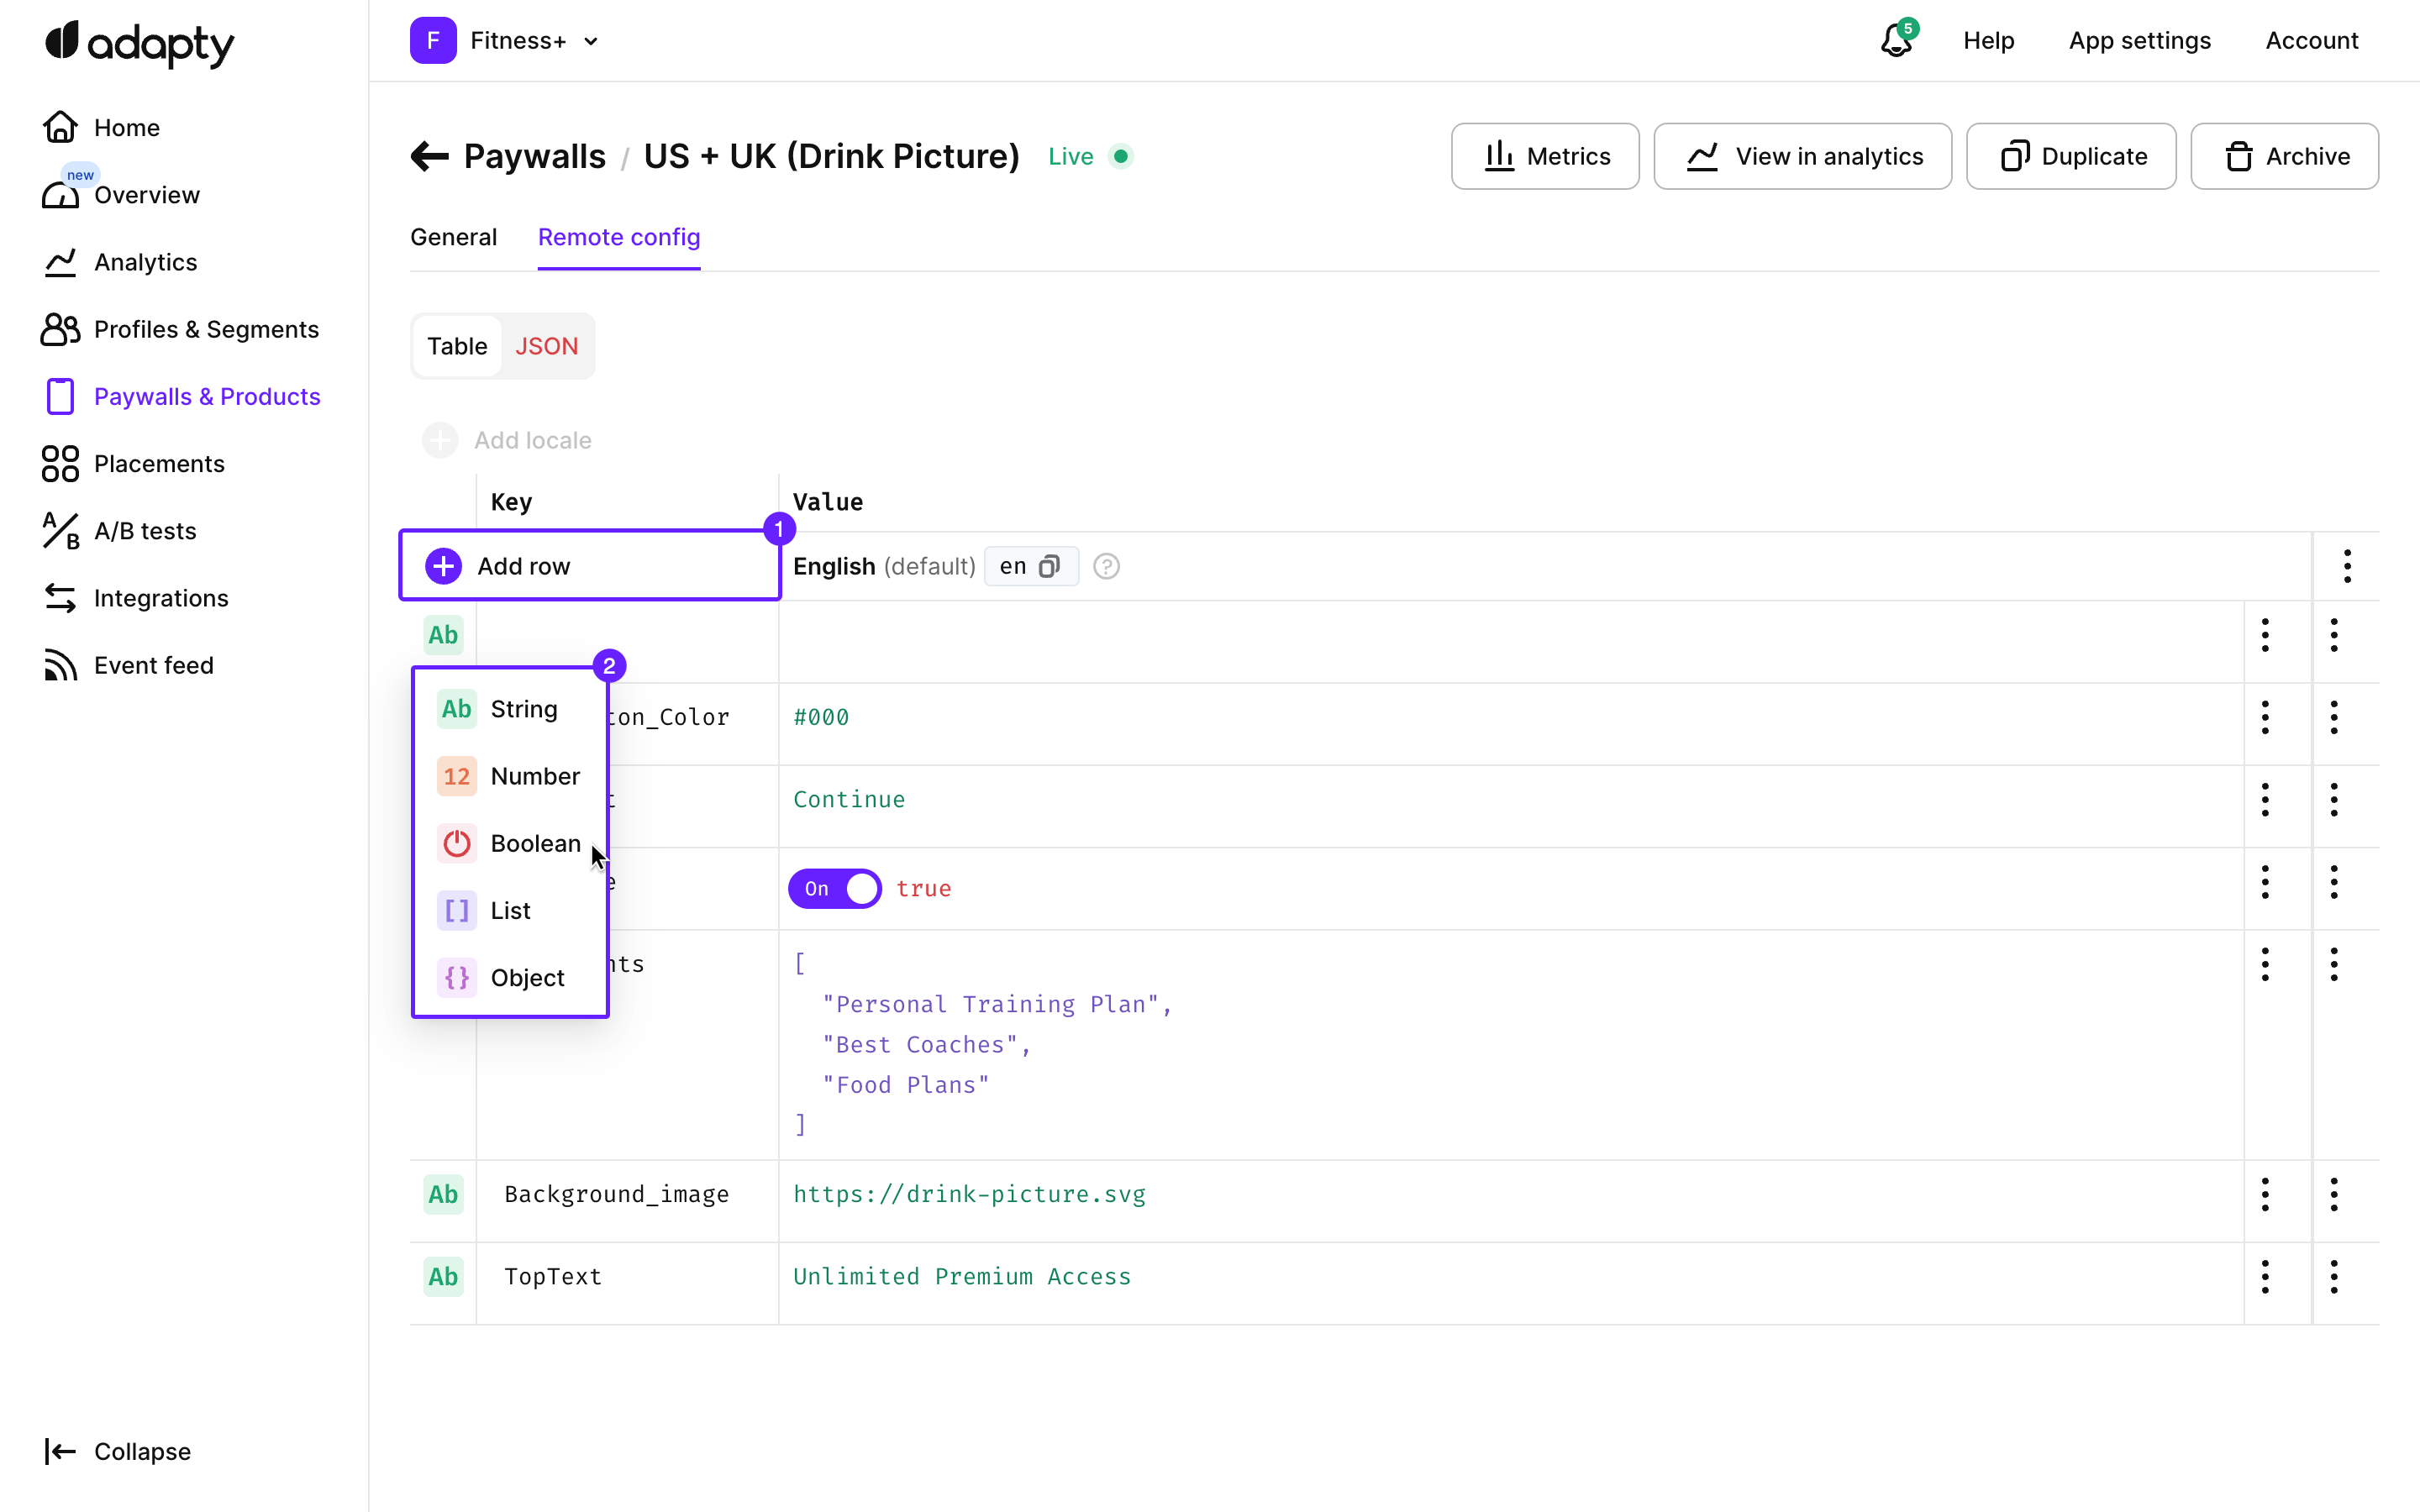 adapty
F Fitness+
5
Help
App settings
Account
Home
new
Overview
Analytics
Profiles & Segments
Paywalls & Products
Placements
A/B tests
Integrations
Event feed
Collapse
Paywalls / US + UK (Drink Picture) Live
Metrics
View in analytics
Duplicate
Archive
General
Remote config
Table
JSON
Add locale
Key
Value
1
Add row
English (default) en ?
Ab
2
Ab String
12 Number
Boolean
[] List
{} Object
#000
Continue
On true
[
"Personal Training Plan",
"Best Coaches",
"Food Plans"
]
Ab Background_image https://drink-picture.svg
Ab TopText Unlimited Premium Access